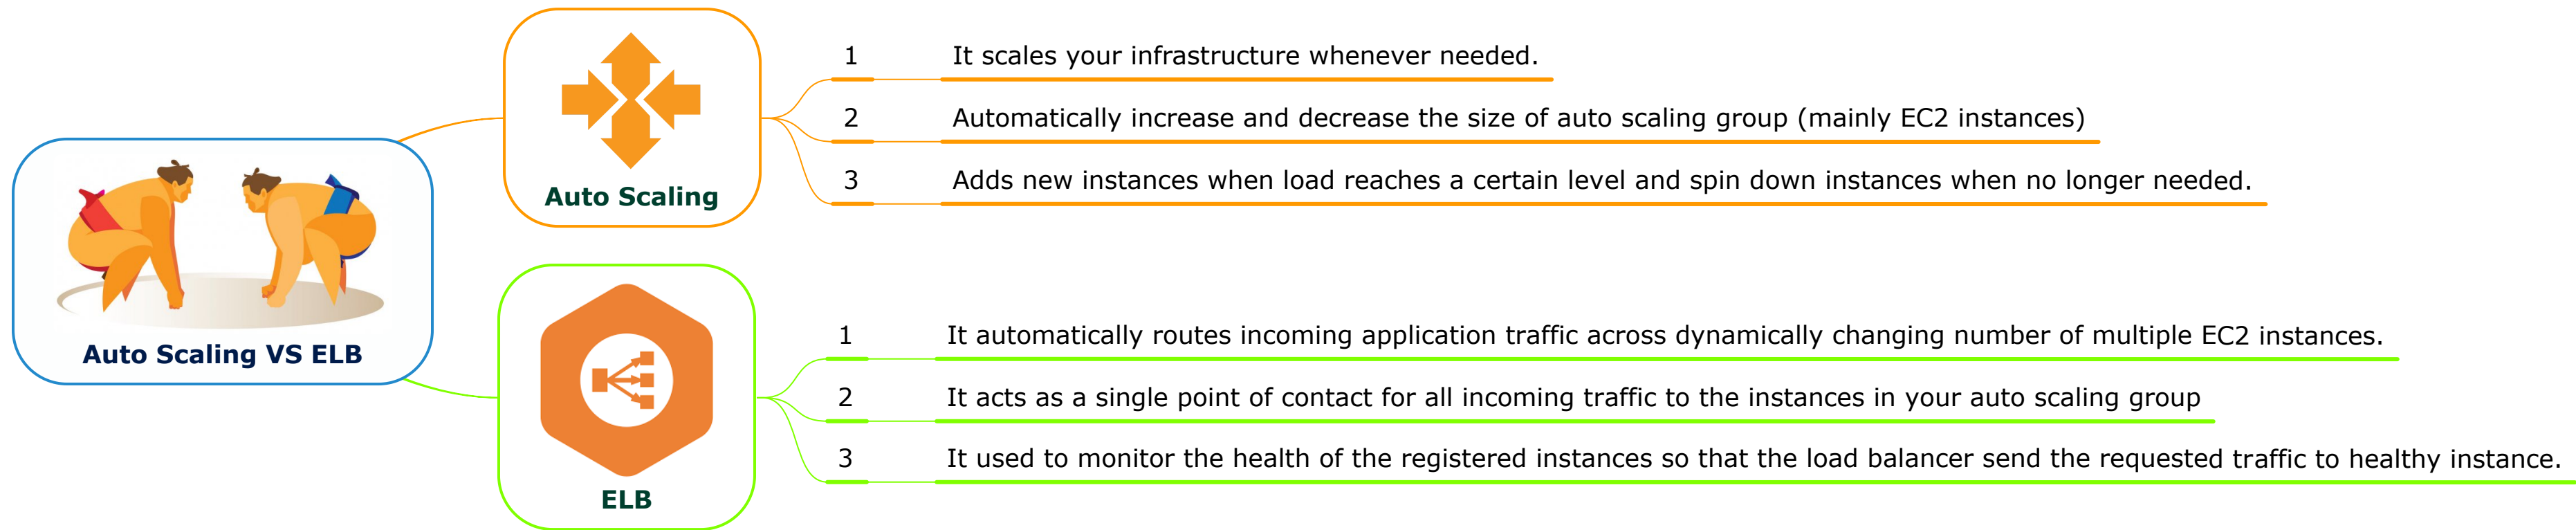 Auto Scaling VS ELB
Auto Scaling
1 It scales your infrastructure whenever needed.
2 Automatically increase and decrease the size of auto scaling group (mainly EC2 instances)
3 Adds new instances when load reaches a certain level and spin down instances when no longer needed.
ELB
1 It automatically routes incoming application traffic across dynamically changing number of multiple EC2 instances.
2 It acts as a single point of contact for all incoming traffic to the instances in your auto scaling group
3 It used to monitor the health of the registered instances so that the load balancer send the requested traffic to healthy instance.